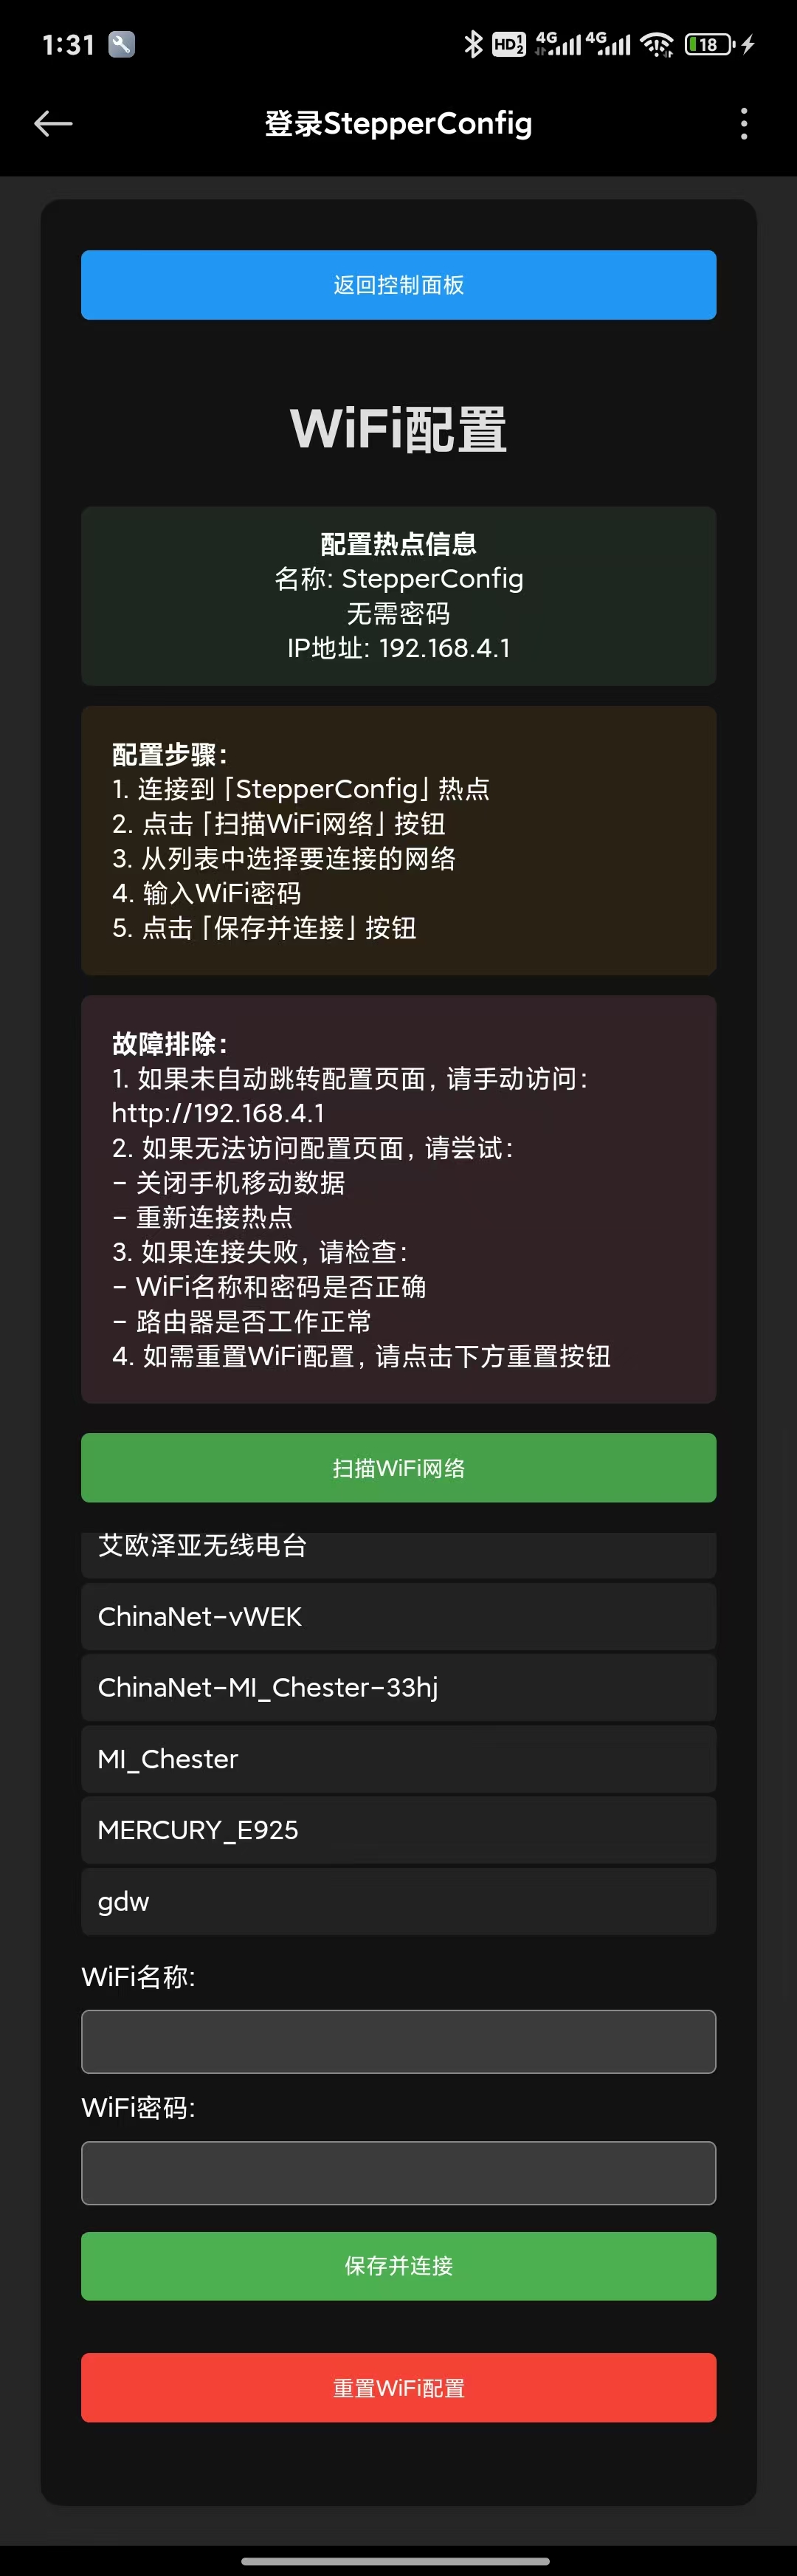 1:31
HD 1 2
4G
4G
18
登录StepperConfig
返回控制面板
WiFi配置
配置热点信息
名称: StepperConfig
无需密码
IP地址: 192.168.4.1
配置步骤：
1. 连接到「StepperConfig」热点
2. 点击「扫描WiFi网络」按钮
3. 从列表中选择要连接的网络
4. 输入WiFi密码
5. 点击「保存并连接」按钮
故障排除：
1. 如果未自动跳转配置页面，请手动访问：
http://192.168.4.1
2. 如果无法访问配置页面，请尝试：
- 关闭手机移动数据
- 重新连接热点
3. 如果连接失败，请检查：
- WiFi名称和密码是否正确
- 路由器是否工作正常
4. 如需重置WiFi配置，请点击下方重置按钮
扫描WiFi网络
艾欧泽亚无线电台
ChinaNet-vWEK
ChinaNet-MI_Chester-33hj
MI_Chester
MERCURY_E925
gdw
WiFi名称:
WiFi密码:
保存并连接
重置WiFi配置